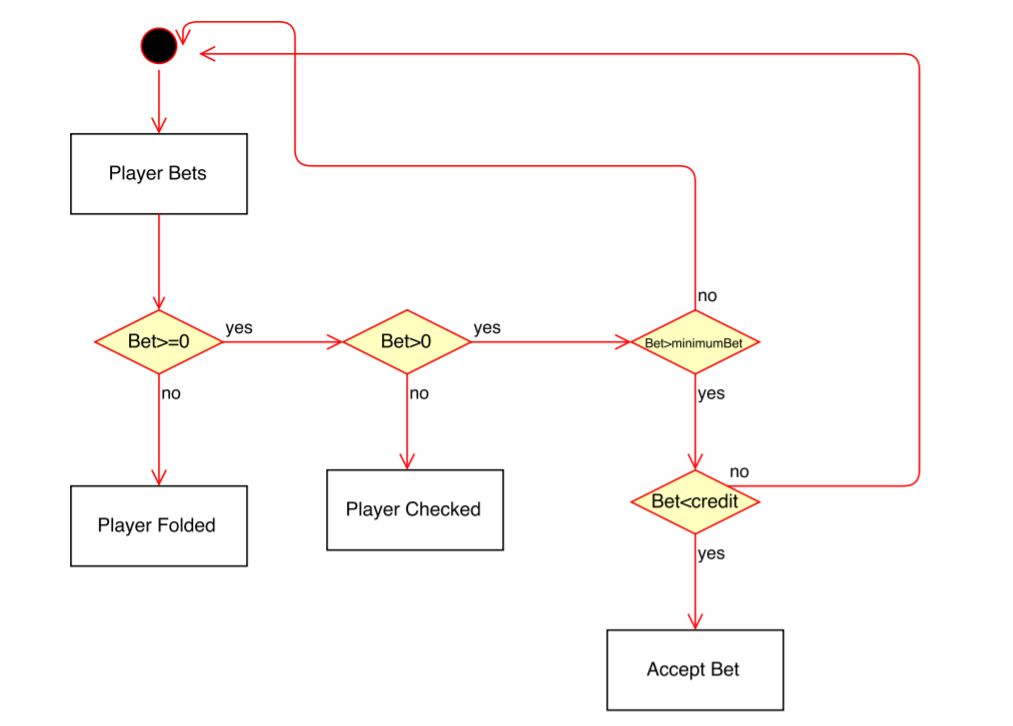 Player Bets
no
yes
yes
Bet>=0
Bet>0
Bet>minimumBet
no
no
yes
no
Player Folded
Player Checked
Bet<credit
yes
Accept Bet